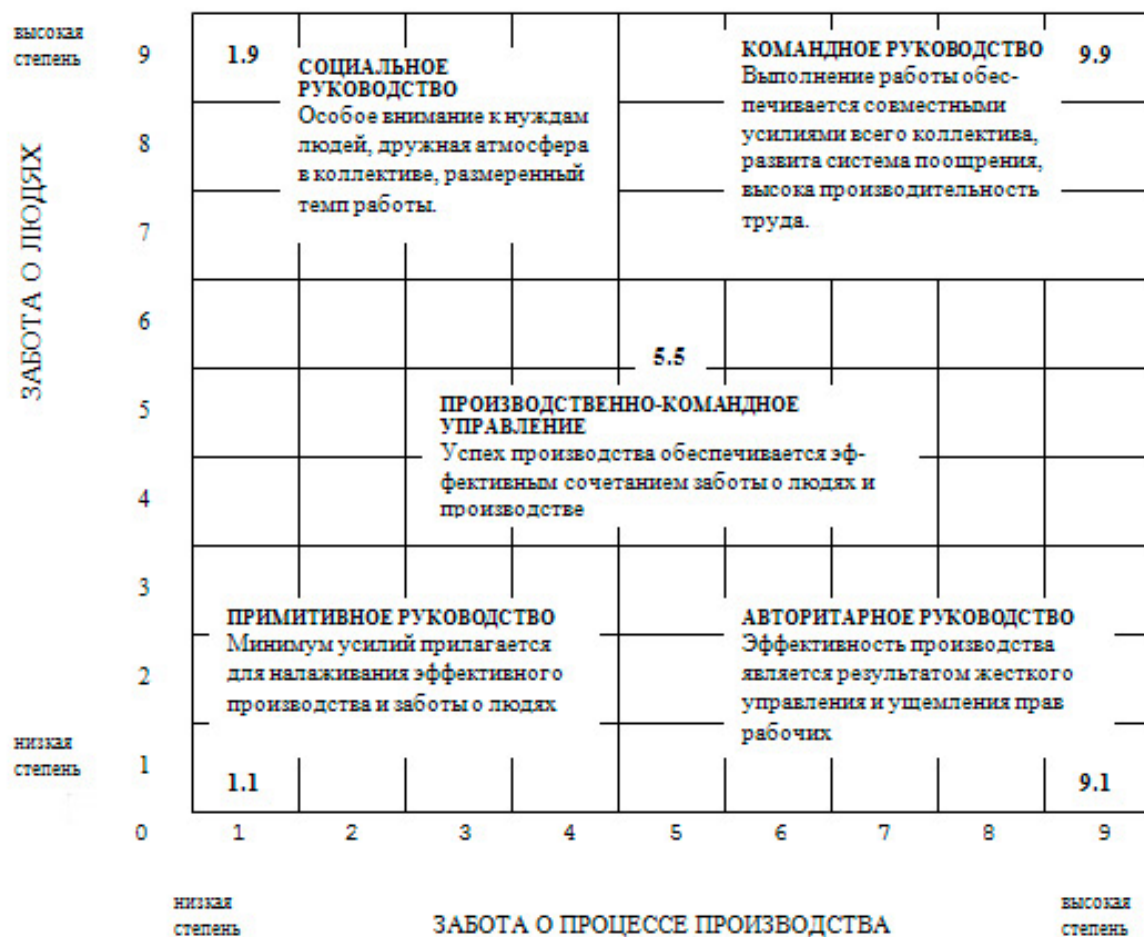 высокая
степень
ЗАБОТА О ЛЮДЯХ
9
8
7
6
5
4
3
2
1
0
низкая
степень
1.9
СОЦИАЛЬНОЕ
РУКОВОДСТВО
Особое внимание к нуждам
людей, дружная атмосфера
в коллективе, размеренный
темп работы.
КОМАНДНОЕ РУКОВОДСТВО
9.9
Выполнение работы обес-
печивается совместными
усилиями всего коллектива,
развита система поощрения,
высока производительность
труда.
5.5
ПРОИЗВОДСТВЕННО-КОМАНДНОЕ
УПРАВЛЕНИЕ
Успех производства обеспечивается эф-
фективным сочетанием заботы о людях и
производстве
ПРИМИТИВНОЕ РУКОВОДСТВО
Минимум усилий прилагается
для налаживания эффективного
производства и заботы о людях
1.1
АВТОРИТАРНОЕ РУКОВОДСТВО
Эффективность производства
является результатом жесткого
управления и ущемления прав
рабочих
9.1
1 2 3 4 5 6 7 8 9
низкая
степень
ЗАБОТА О ПРОЦЕССЕ ПРОИЗВОДСТВА
высокая
степень